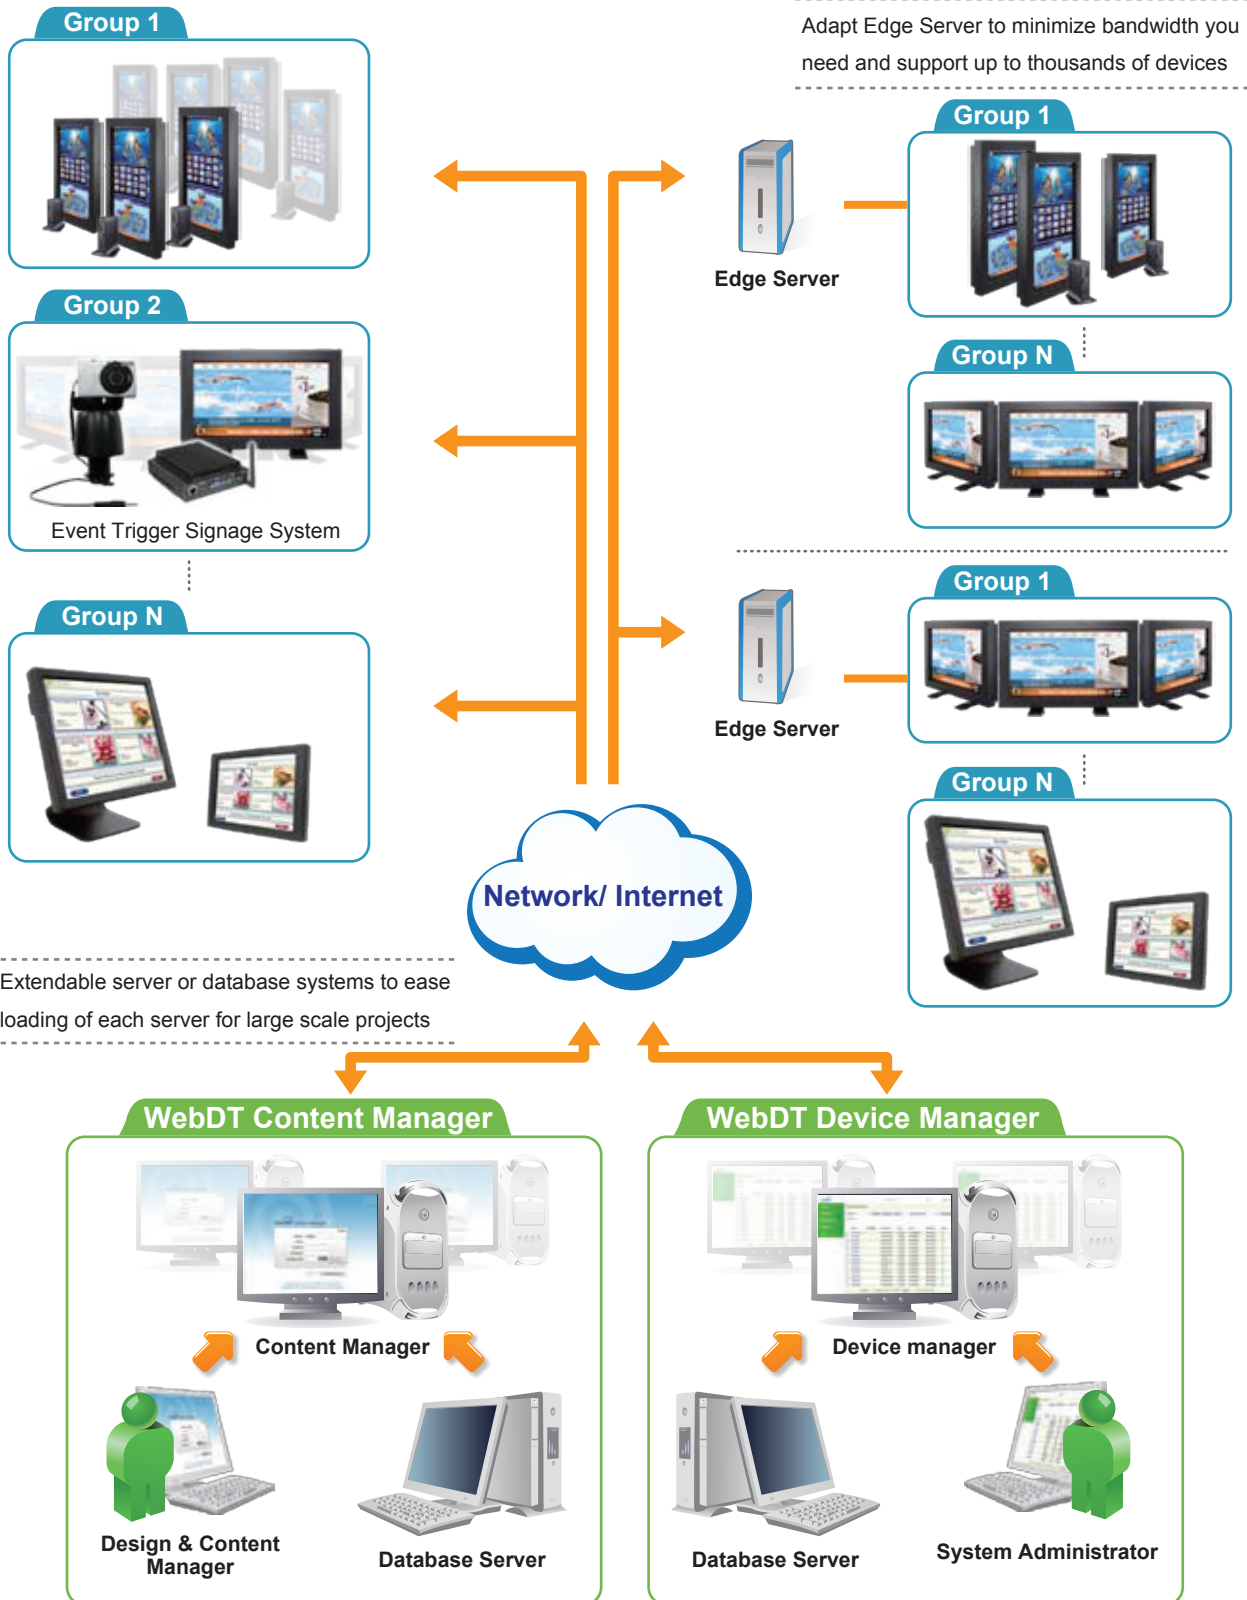 Group 1
Adapt Edge Server to minimize bandwidth you
need and support up to thousands of devices
Group 1
Edge Server
Group 2
Event Trigger Signage System
Group N
Group N
Group 1
Edge Server
Group N
Network/ Internet
Extendable server or database systems to ease
loading of each server for large scale projects
WebDT Content Manager
WebDT Device Manager
Content Manager
Device manager
Design & Content
Manager
Database Server
Database Server
System Administrator